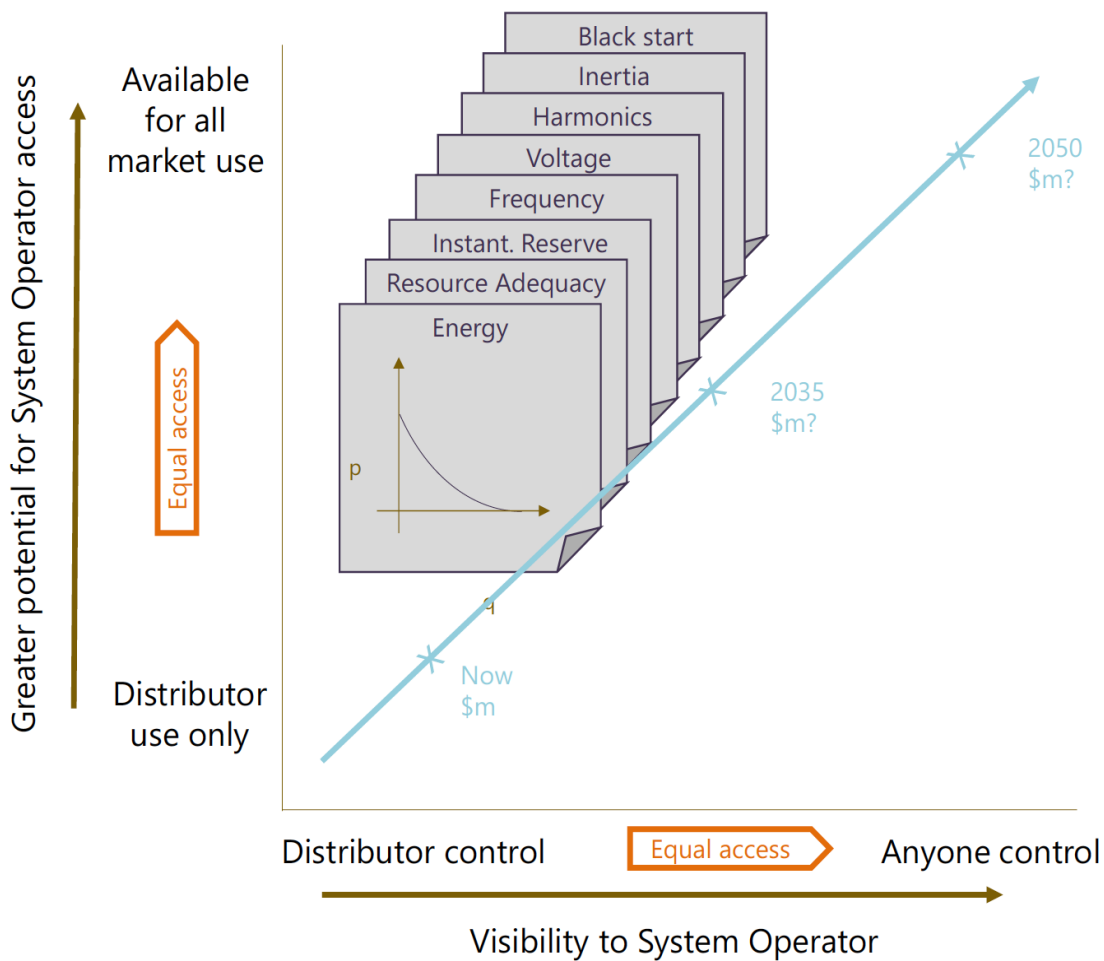 Greater potential for System Operator access
Available
for all
market use
Equal access
Distributor
use only
Black start
Inertia
Harmonics
Voltage
Frequency
Instant. Reserve
Resource Adequacy
Energy
p
q
2050
$m?
2035
$m?
Now
$m
Distributor control
Equal access
Anyone control
Visibility to System Operator